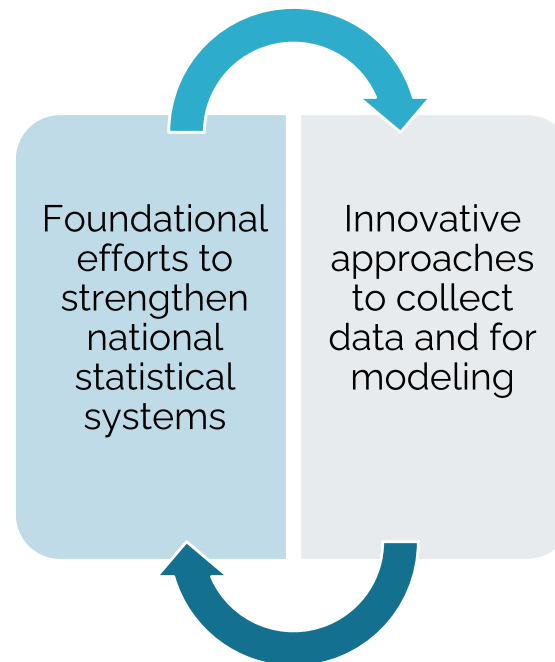 Foundational
efforts to
strengthen
national
statistical
systems
Innovative
approaches
to collect
data and for
modeling